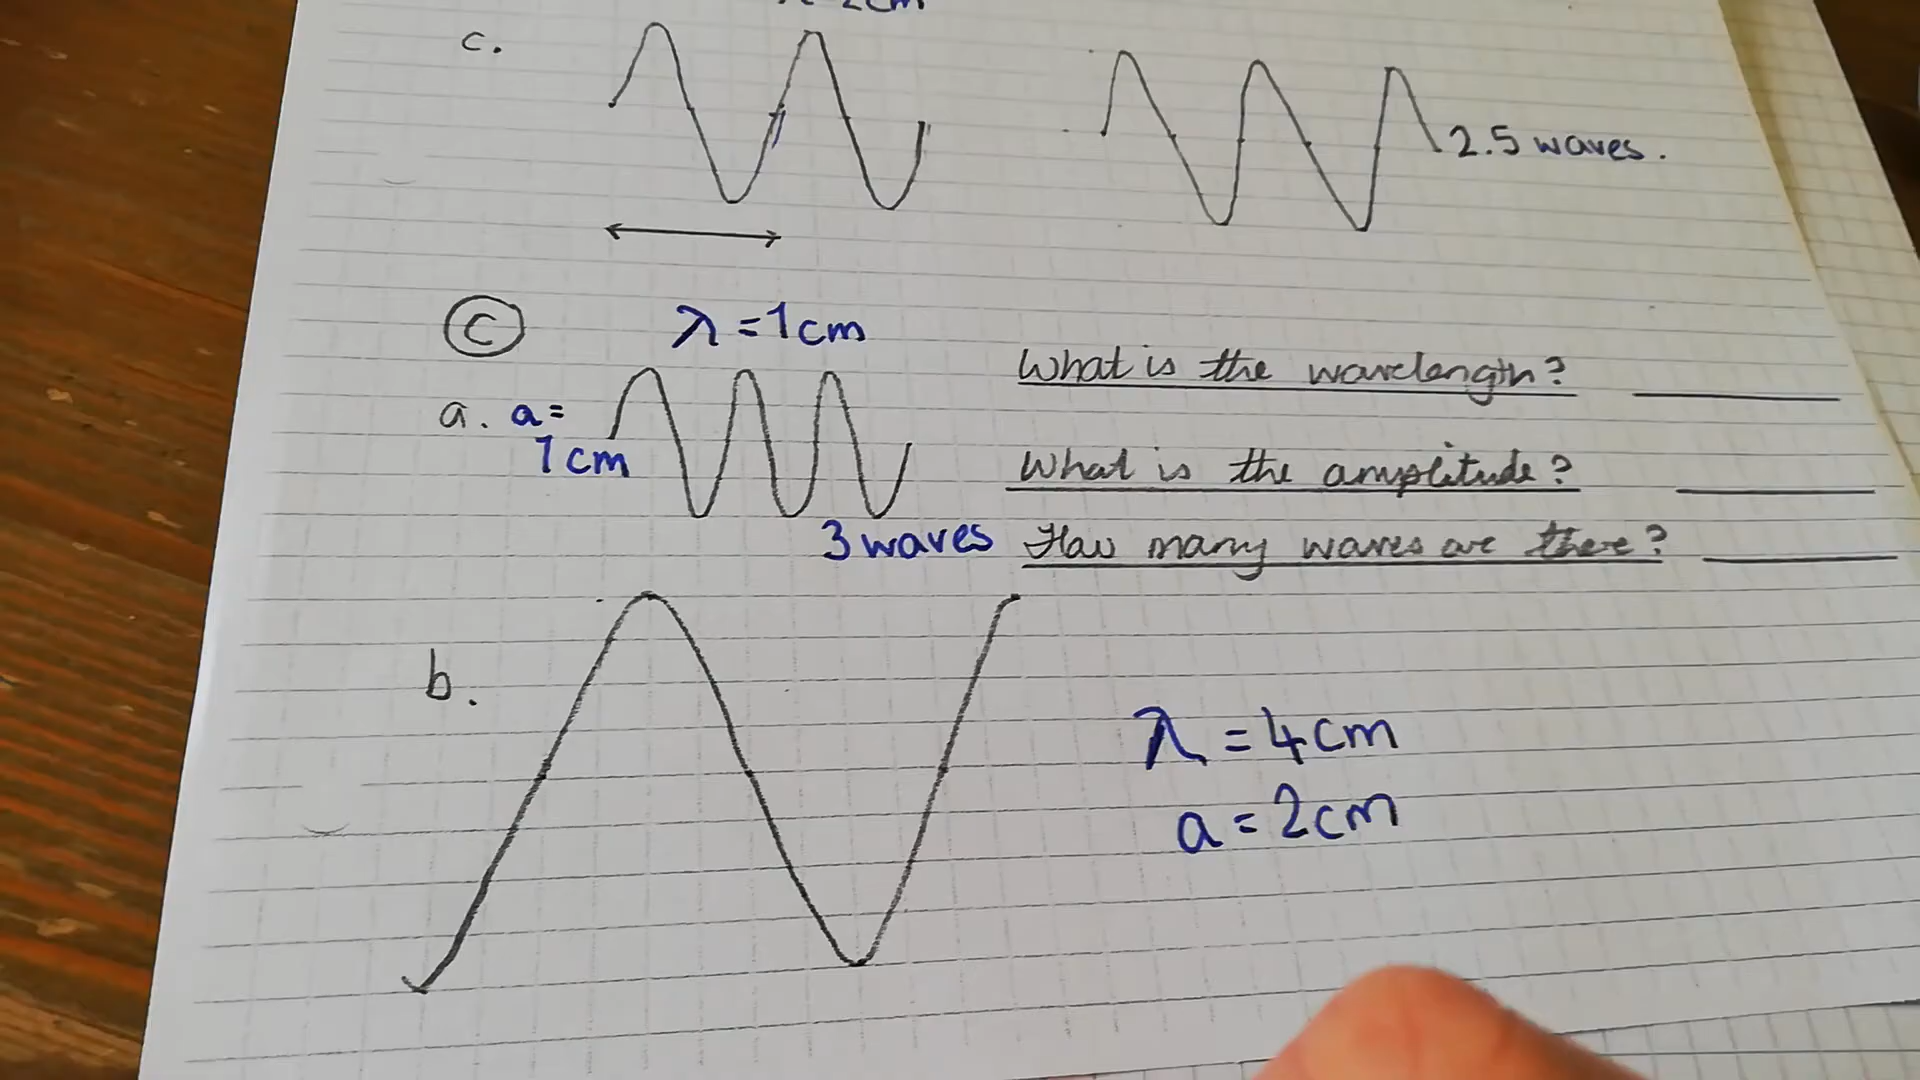 c.
2.5 waves.
C
λ = 1cm
What is the wavelength?
a. a =
1cm
What is the amplitude?
3 waves
How many waves are there?
b.
λ = 4cm
a = 2cm